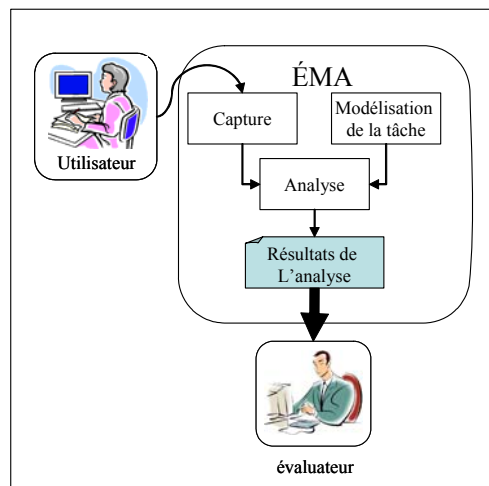 ÉMA
Utilisateur
Capture
Modélisation
de la tâche
Analyse
Résultats de
L'analyse
évaluateur